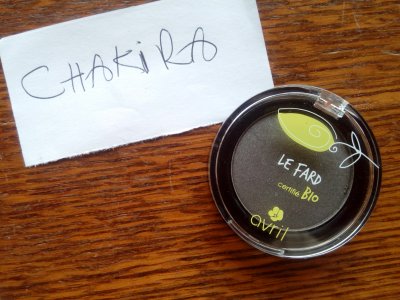 CHAKiRA
LE FARD
certifié BIO
avril